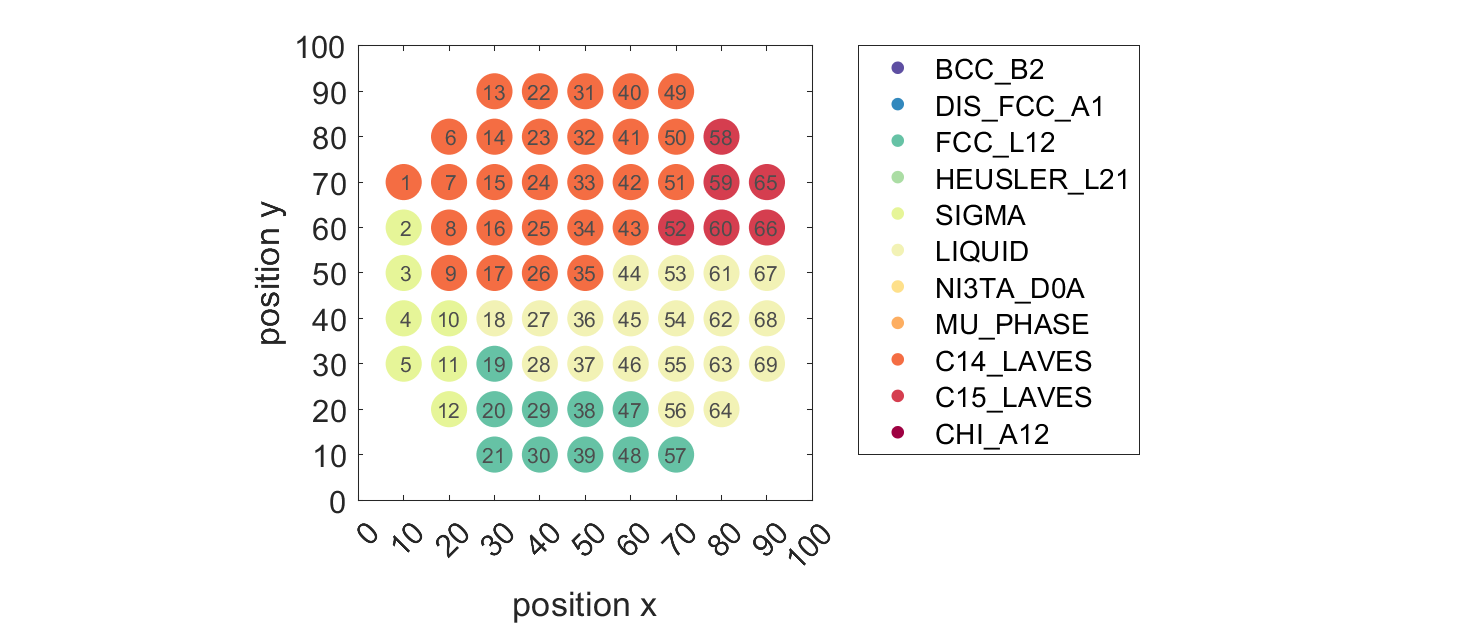 100
90
80
70
60
50
40
30
20
10
0
position y
13 22 31 40 49
6 14 23 32 41 50 58
1 7 15 24 33 42 51 59 65
2 8 16 25 34 43 52 60 66
3 9 17 26 35 44 53 61 67
4 10 18 27 36 45 54 62 68
5 11 19 28 37 46 55 63 69
12 20 29 38 47 56 64
21 30 39 48 57
0 10 20 30 40 50 60 70 80 90 100
position x
BCC_B2
DIS_FCC_A1
FCC_L12
HEUSLER_L21
SIGMA
LIQUID
NI3TA_D0A
MU_PHASE
C14_LAVES
C15_LAVES
CHI_A12